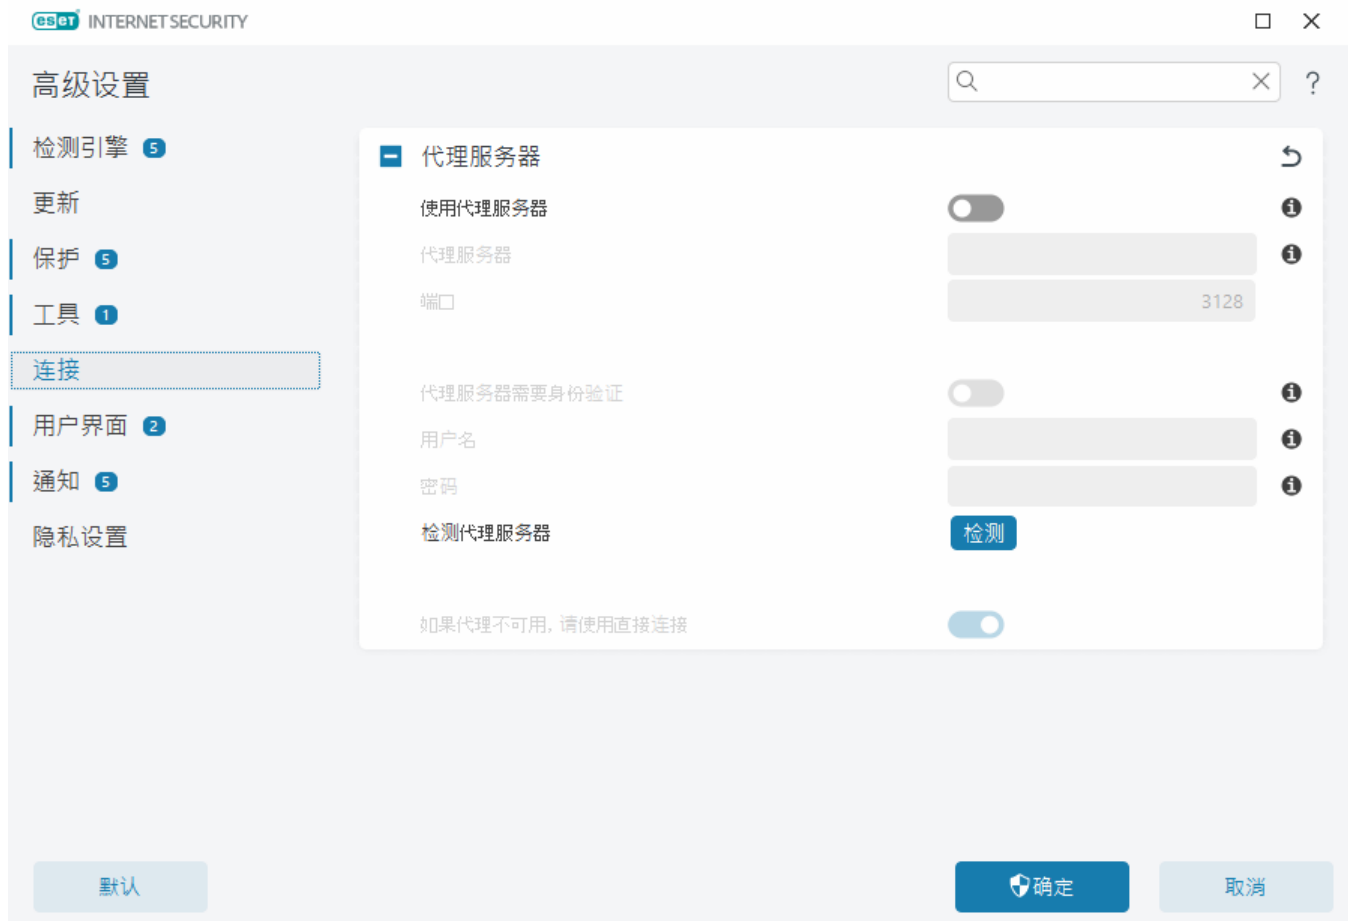 eset INTERNET SECURITY
高级设置
?
检测引擎 5
更新
保护 5
工具 1
连接
用户界面 2
通知 5
隐私设置
代理服务器
使用代理服务器
代理服务器
端口 3128
代理服务器需要身份验证
用户名
密码
检测代理服务器 检测
如果代理不可用, 请使用直接连接
默认
确定
取消